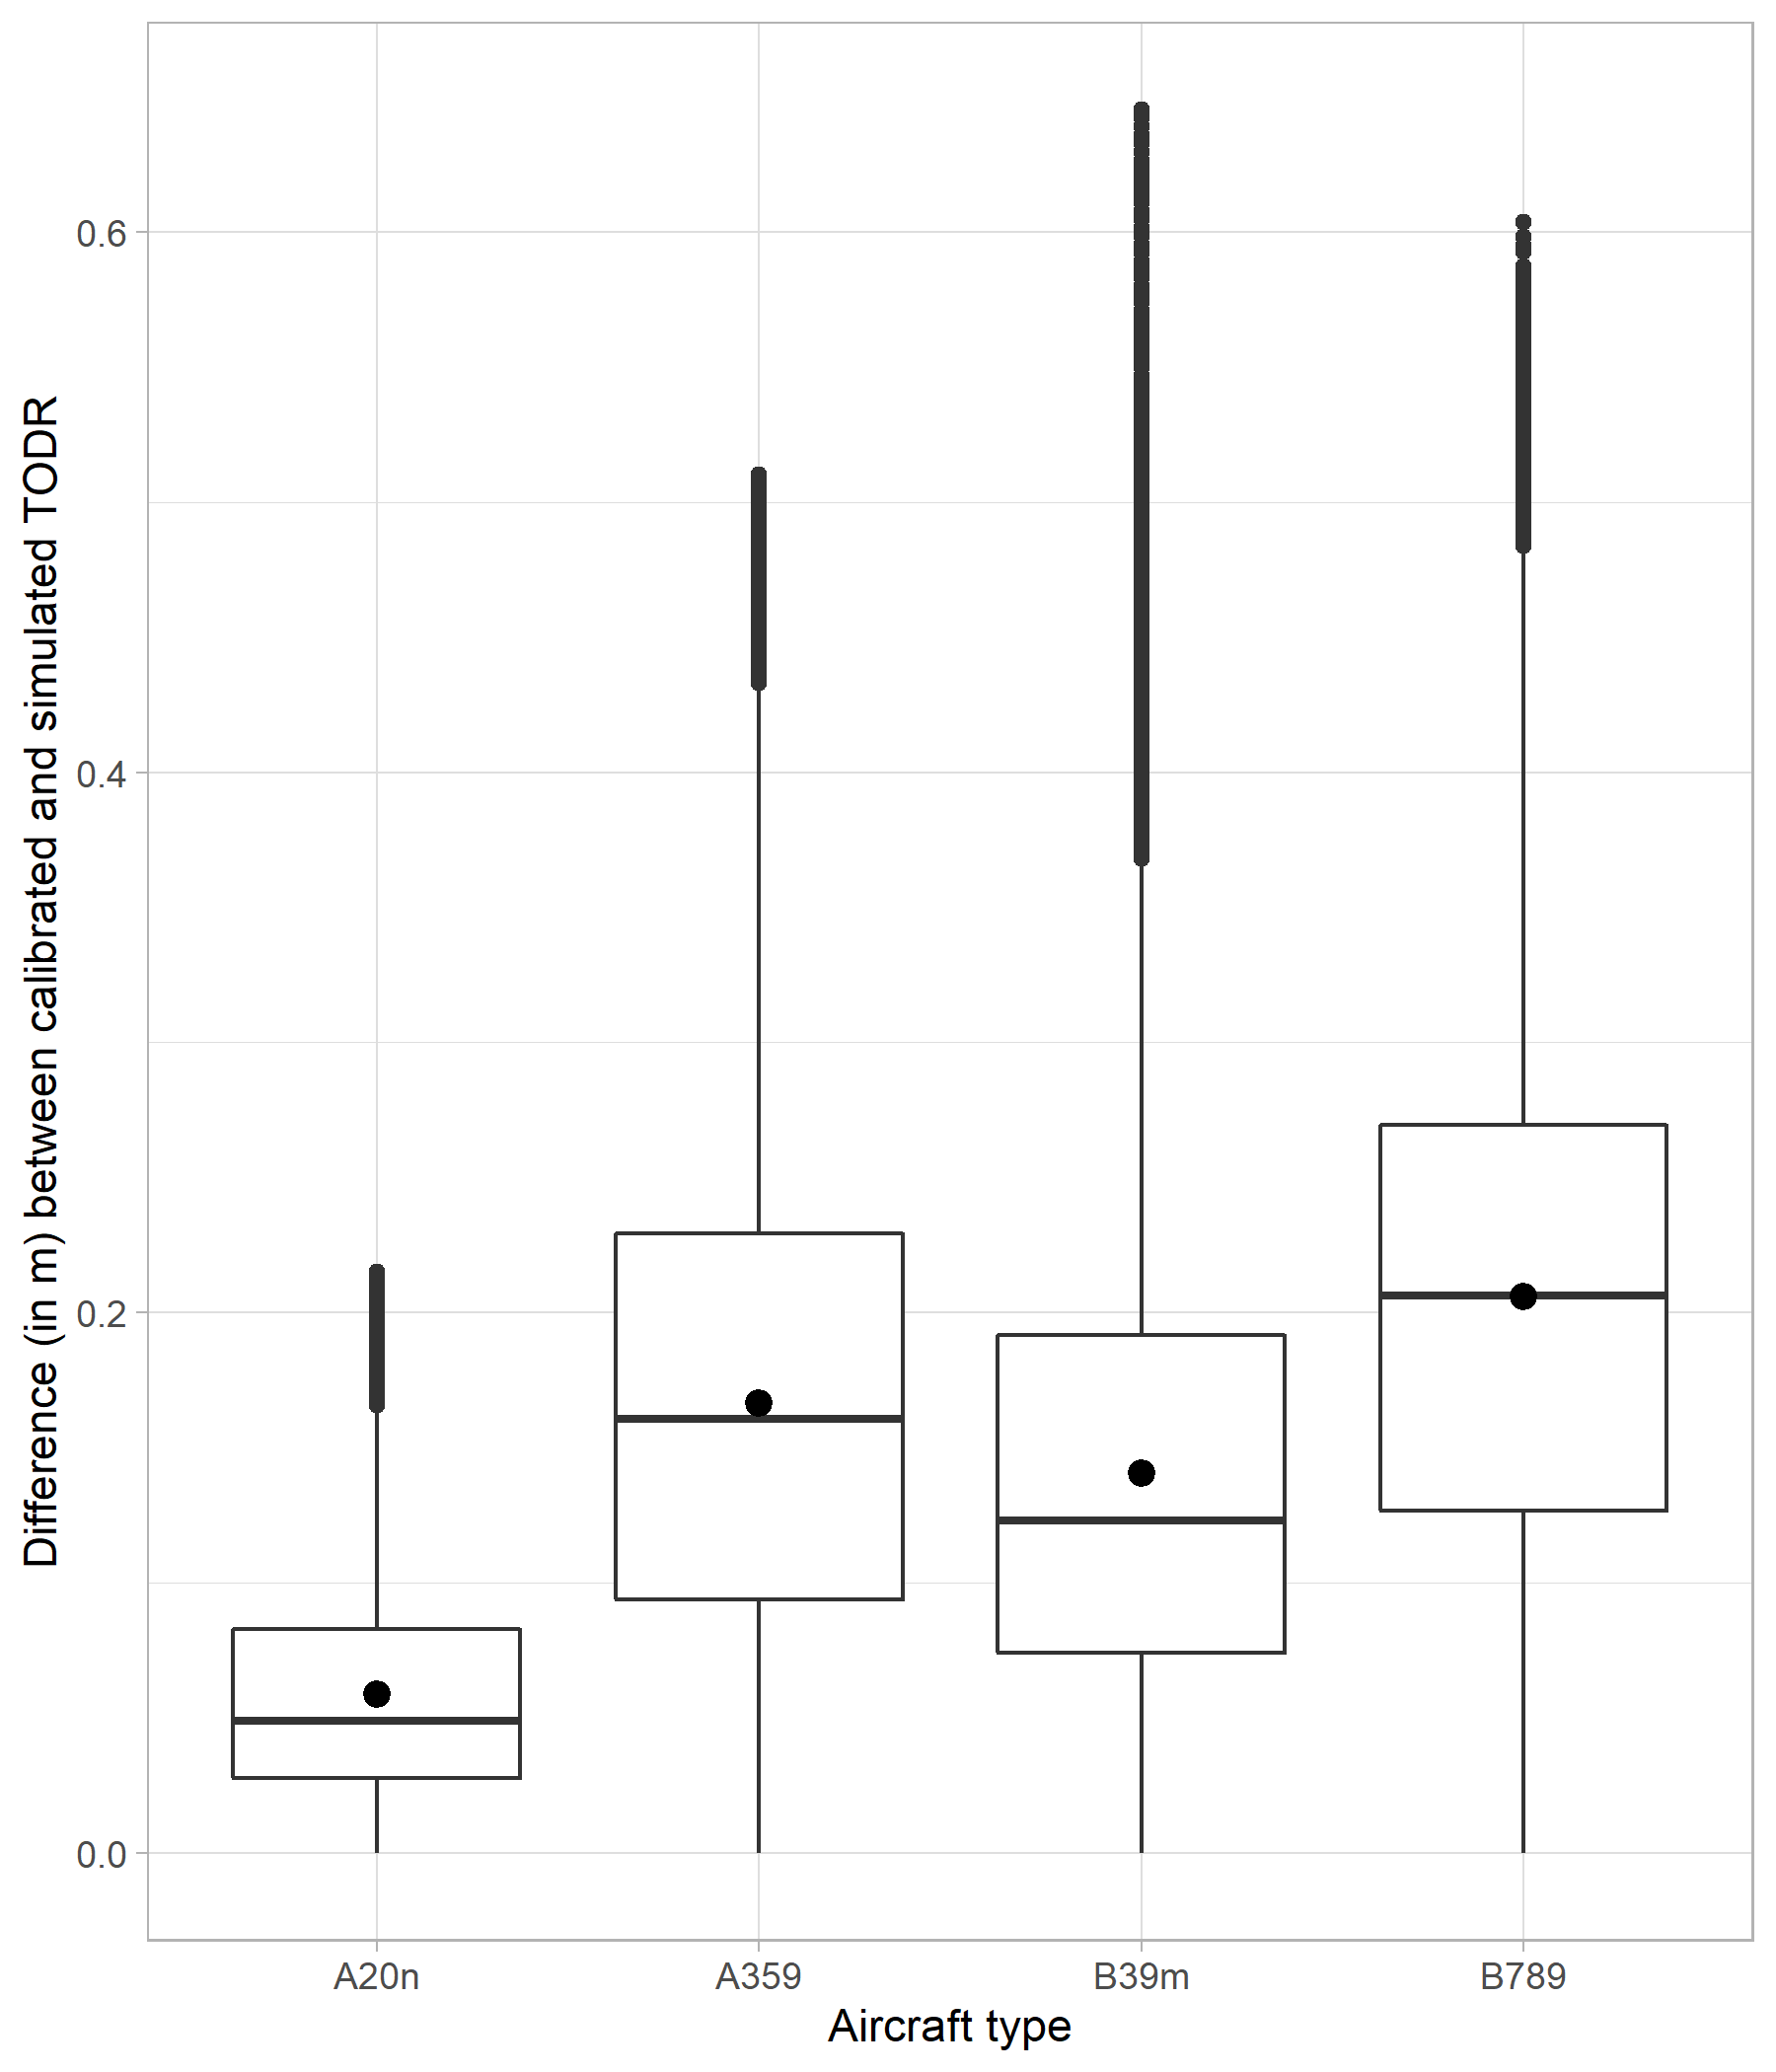 Difference (in m) between calibrated and simulated TODR
0.6
0.4
0.2
0.0
A20n A359 B39m B789
Aircraft type